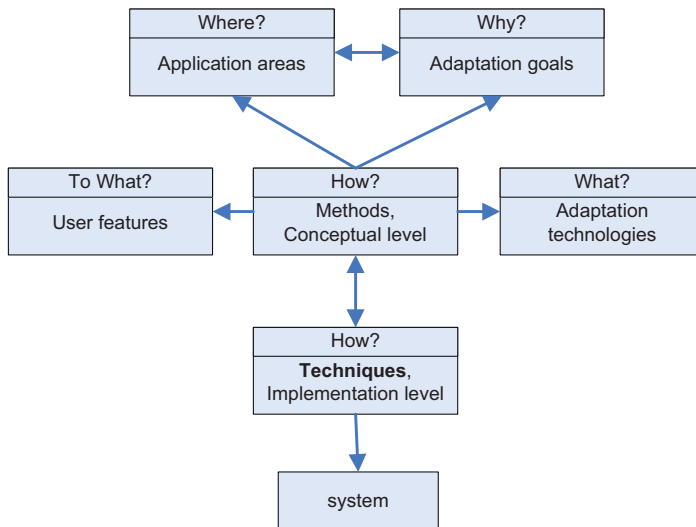 Where?
Application areas
Why?
Adaptation goals
To What?
User features
How?
Methods,
Conceptual level
What?
Adaptation
technologies
How?
Techniques,
Implementation level
system